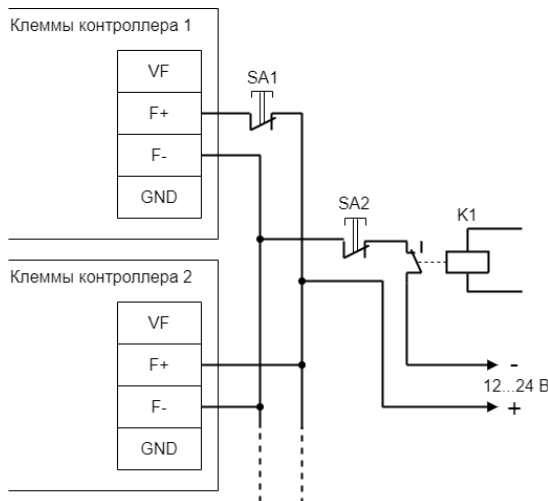 Клеммы контроллера 1
VF
SA1
F+
F-
GND
SA2
K1
Клеммы контроллера 2
VF
F+
-
12...24 В
F-
+
GND